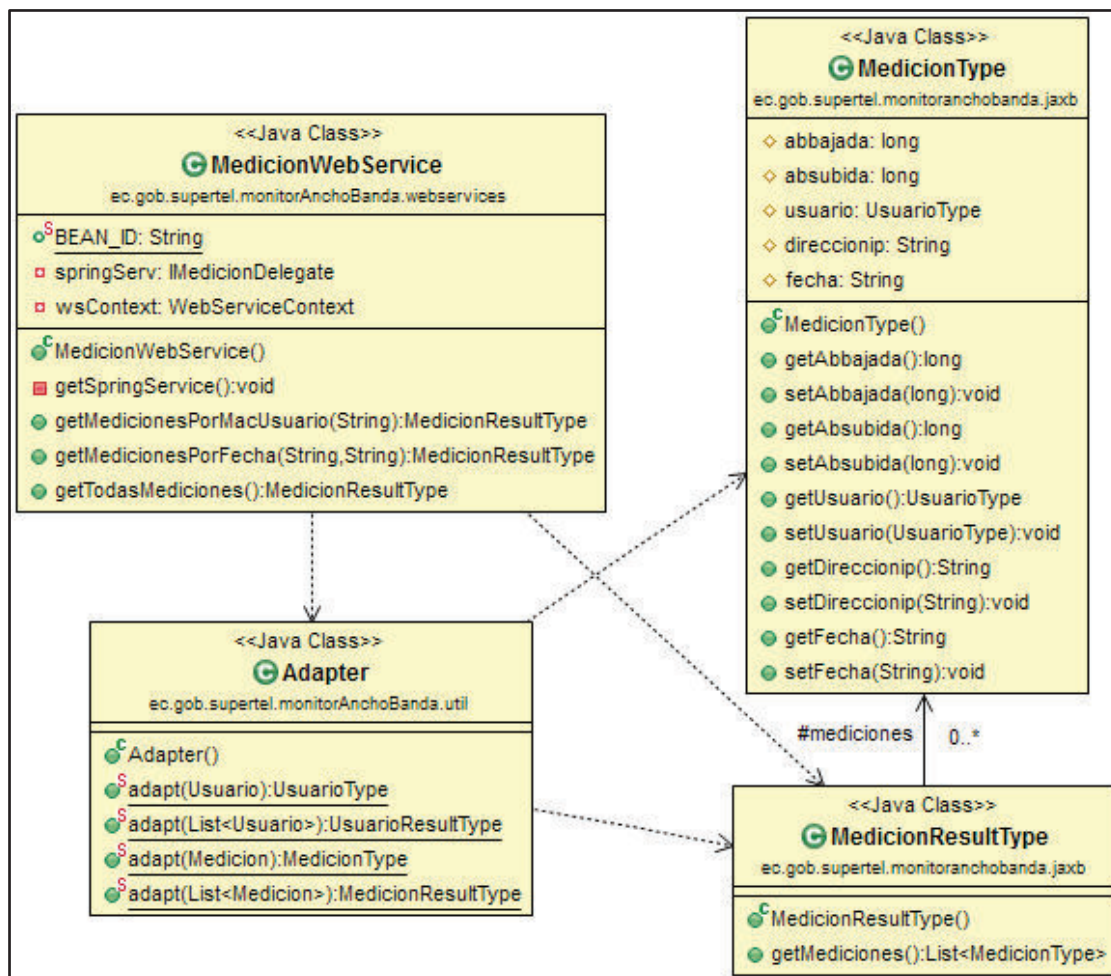 <<Java Class>>
MedicionWebService
ec.gob.supertel.monitorAnchoBanda.webservices
BEAN_ID: String
springServ: IMedicionDelegate
wsContext: WebServiceContext
MedicionWebService()
getSpringService():void
getMedicionesPorMacUsuario(String):MedicionResultType
getMedicionesPorFecha(String,String):MedicionResultType
getTodasMediciones():MedicionResultType
<<Java Class>>
MedicionType
ec.gob.supertel.monitoranchobanda.jaxb
abbajada: long
absubida: long
usuario: UsuarioType
direccionip: String
fecha: String
MedicionType()
getAbbajada():long
setAbbajada(long):void
getAbsubida():long
setAbsubida(long):void
getUsuario():UsuarioType
setUsuario(UsuarioType):void
getDireccionip():String
setDireccionip(String):void
getFecha():String
setFecha(String):void
<<Java Class>>
Adapter
ec.gob.supertel.monitorAnchoBanda.util
Adapter()
adapt(Usuario):UsuarioType
adapt(List<Usuario>):UsuarioResultType
adapt(Medicion):MedicionType
adapt(List<Medicion>):MedicionResultType
#mediciones 0..*
<<Java Class>>
MedicionResultType
ec.gob.supertel.monitoranchobanda.jaxb
MedicionResultType()
getMediciones():List<MedicionType>